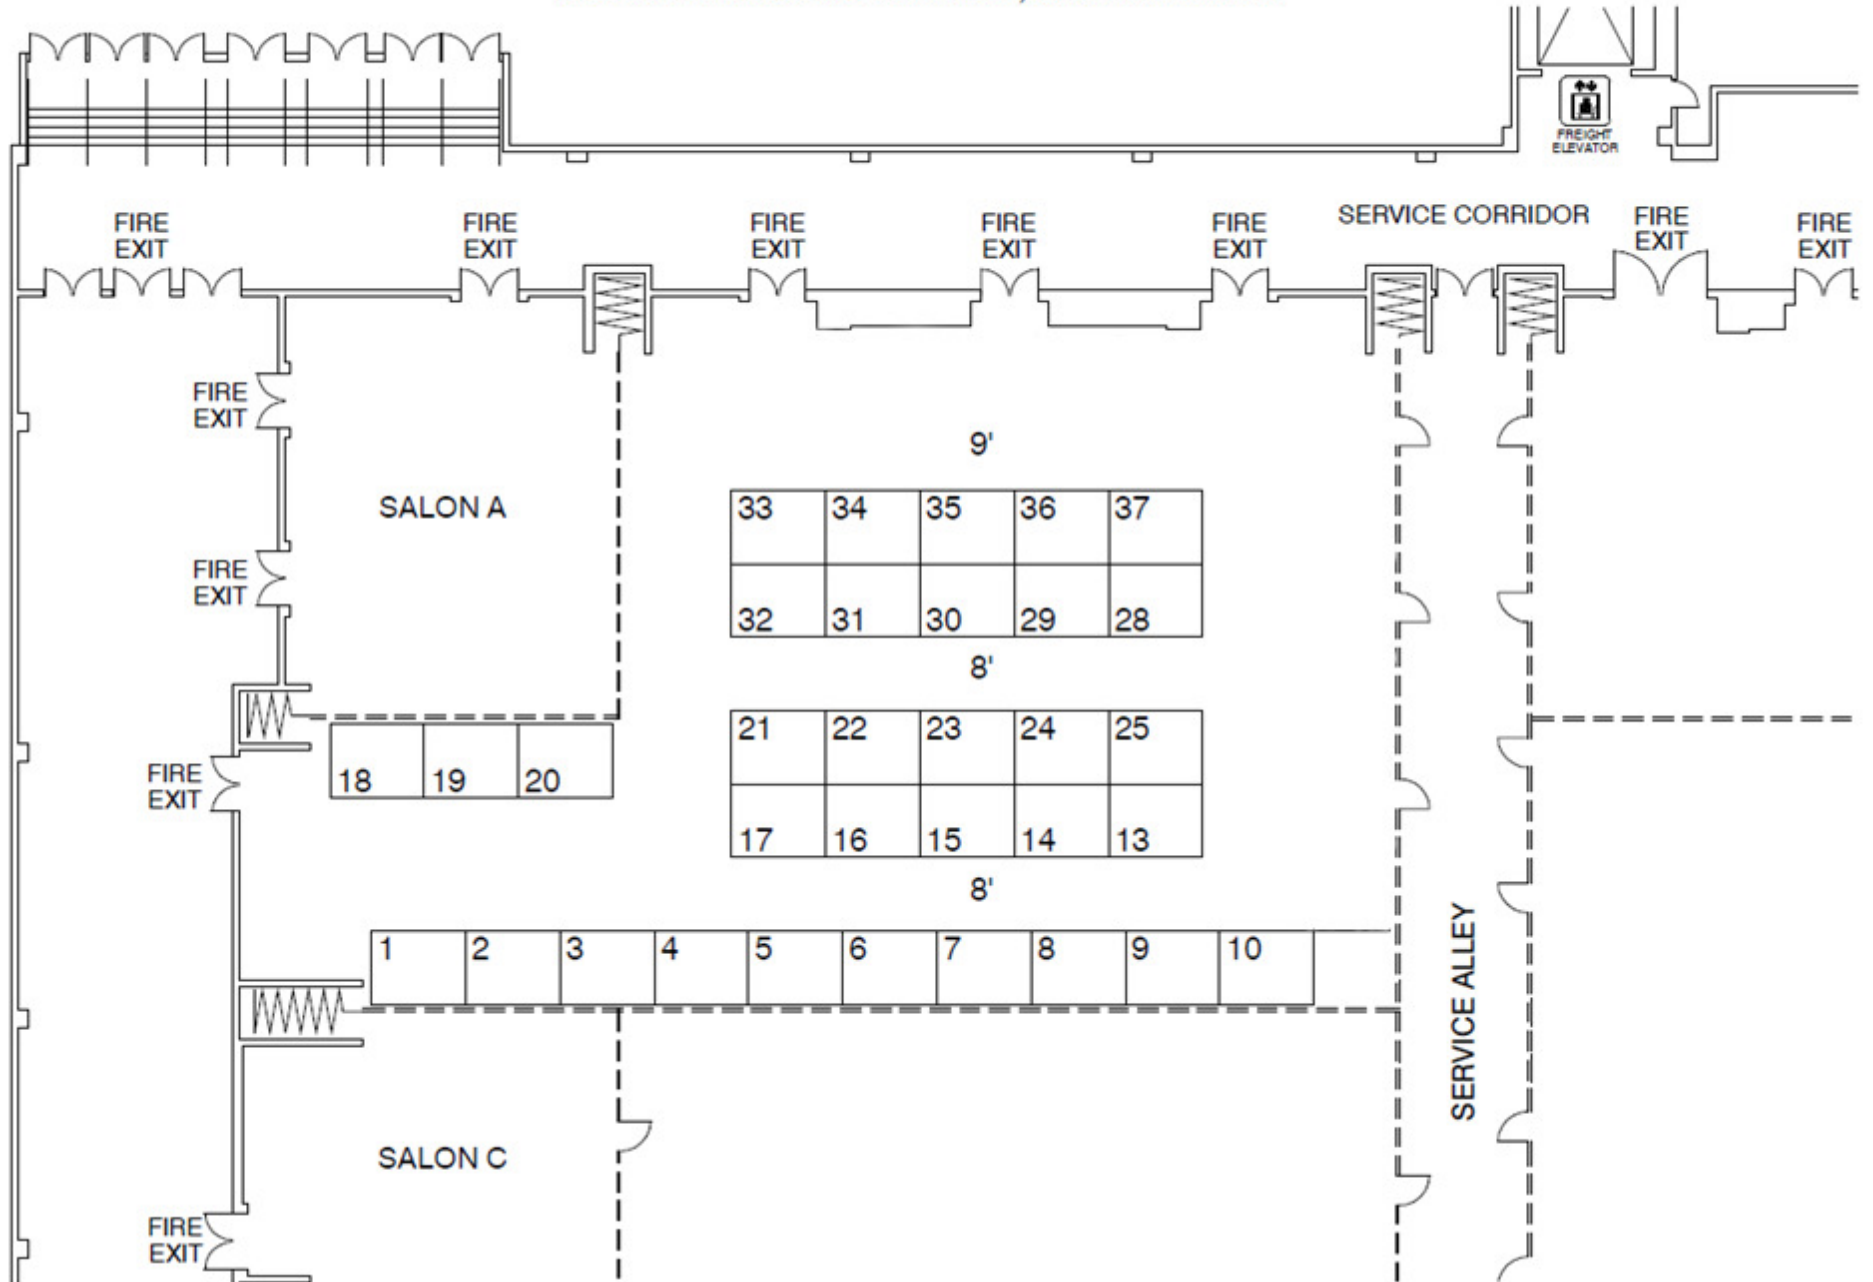 FREIGHT
ELEVATOR
SERVICE CORRIDOR
FIRE
EXIT
FIRE
EXIT
FIRE
EXIT
FIRE
EXIT
FIRE
EXIT
FIRE
EXIT
FIRE
EXIT
FIRE
EXIT
9'
SALON A
33 34 35 36 37
FIRE
EXIT
32 31 30 29 28
8'
21 22 23 24 25
FIRE
EXIT
18 19 20
17 16 15 14 13
8'
1 2 3 4 5 6 7 8 9 10
SERVICE ALLEY
SALON C
FIRE
EXIT